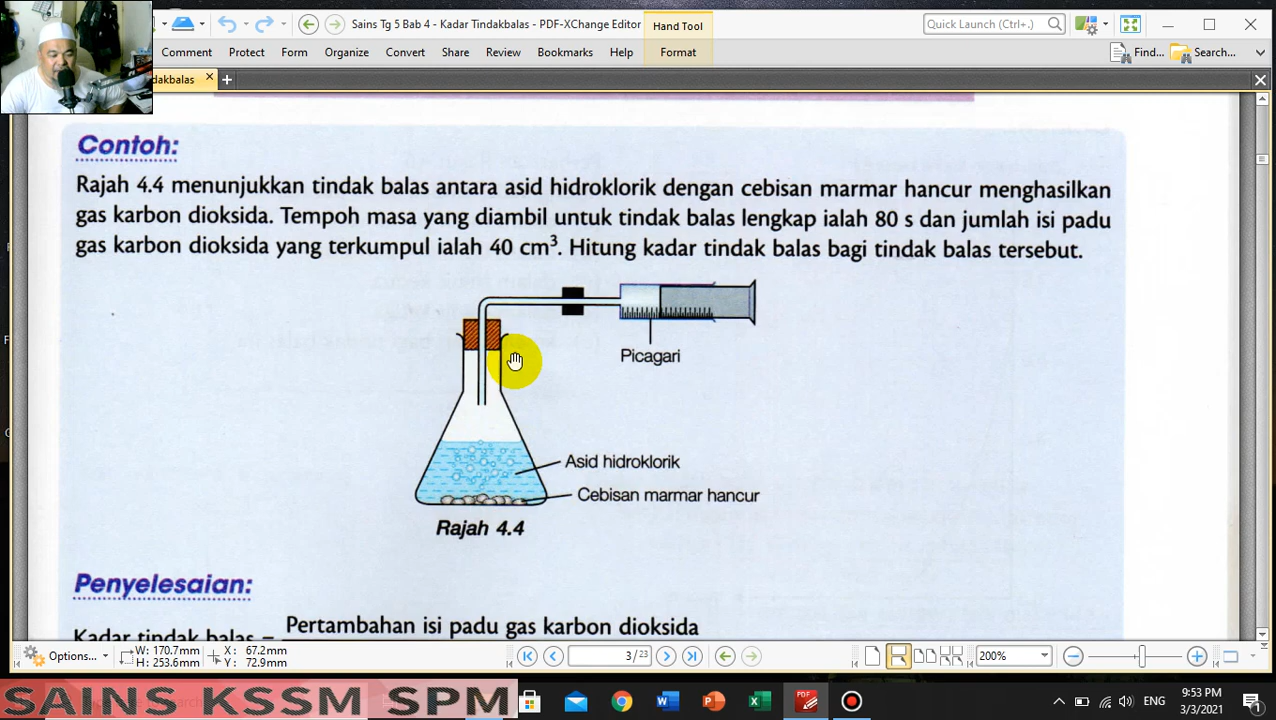 Sains Tg 5 Bab 4 - Kadar Tindakbalas - PDF-XChange Editor
Hand Tool
Quick Launch (Ctrl+.)
Comment Protect Form Organize Convert Share Review Bookmarks Help Format
Find... Search...
dakbalas
Contoh:
Rajah 4.4 menunjukkan tindak balas antara asid hidroklorik dengan cebisan marmar hancur menghasilkan
gas karbon dioksida. Tempoh masa yang diambil untuk tindak balas lengkap ialah 80 s dan jumlah isi padu
gas karbon dioksida yang terkumpul ialah 40 cm³. Hitung kadar tindak balas bagi tindak balas tersebut.
Picagari
Asid hidroklorik
Cebisan marmar hancur
Rajah 4.4
Penyelesaian:
Pertambahan isi padu gas karbon dioksida
Kadar tindak balas =
Options...
W: 170.7mm
H: 253.6mm
X: 67.2mm
Y: 72.9mm
3 / 23
200%
SAINS KSSM SPM
ENG
9:53 PM
3/3/2021